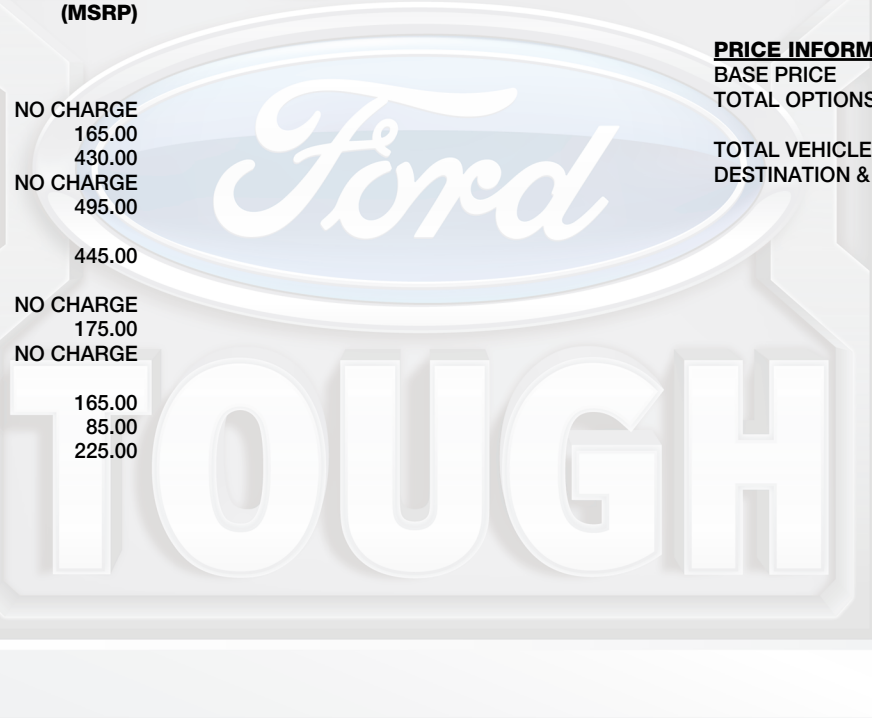 (MSRP)
NO CHARGE
165.00
430.00
NO CHARGE
495.00
445.00
NO CHARGE
175.00
NO CHARGE
165.00
85.00
225.00
PRICE INFORM
BASE PRICE
TOTAL OPTIONS
TOTAL VEHICLE
DESTINATION &
Ford
TOUGH